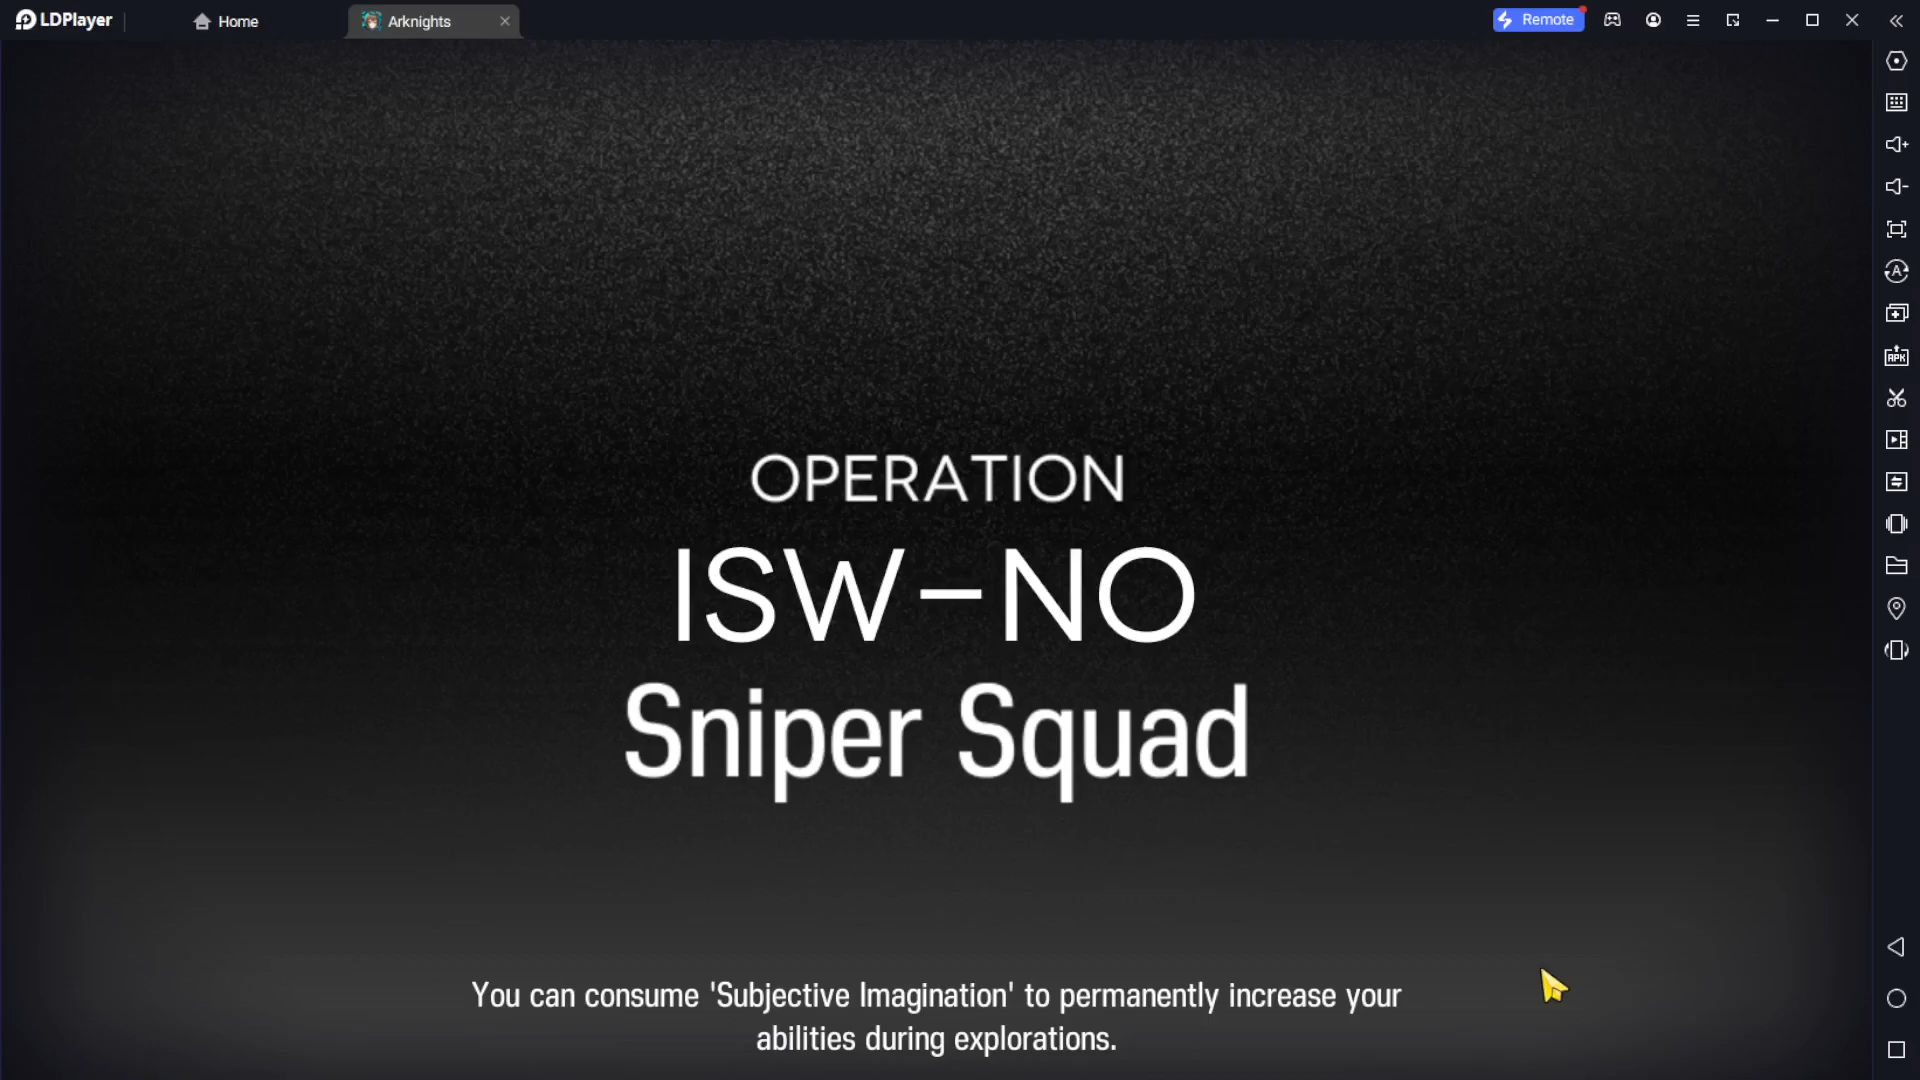 LDPlayer
Home
Arknights
Remote
OPERATION
ISW-NO
Sniper Squad
You can consume 'Subjective Imagination' to permanently increase your
abilities during explorations.
A
APK